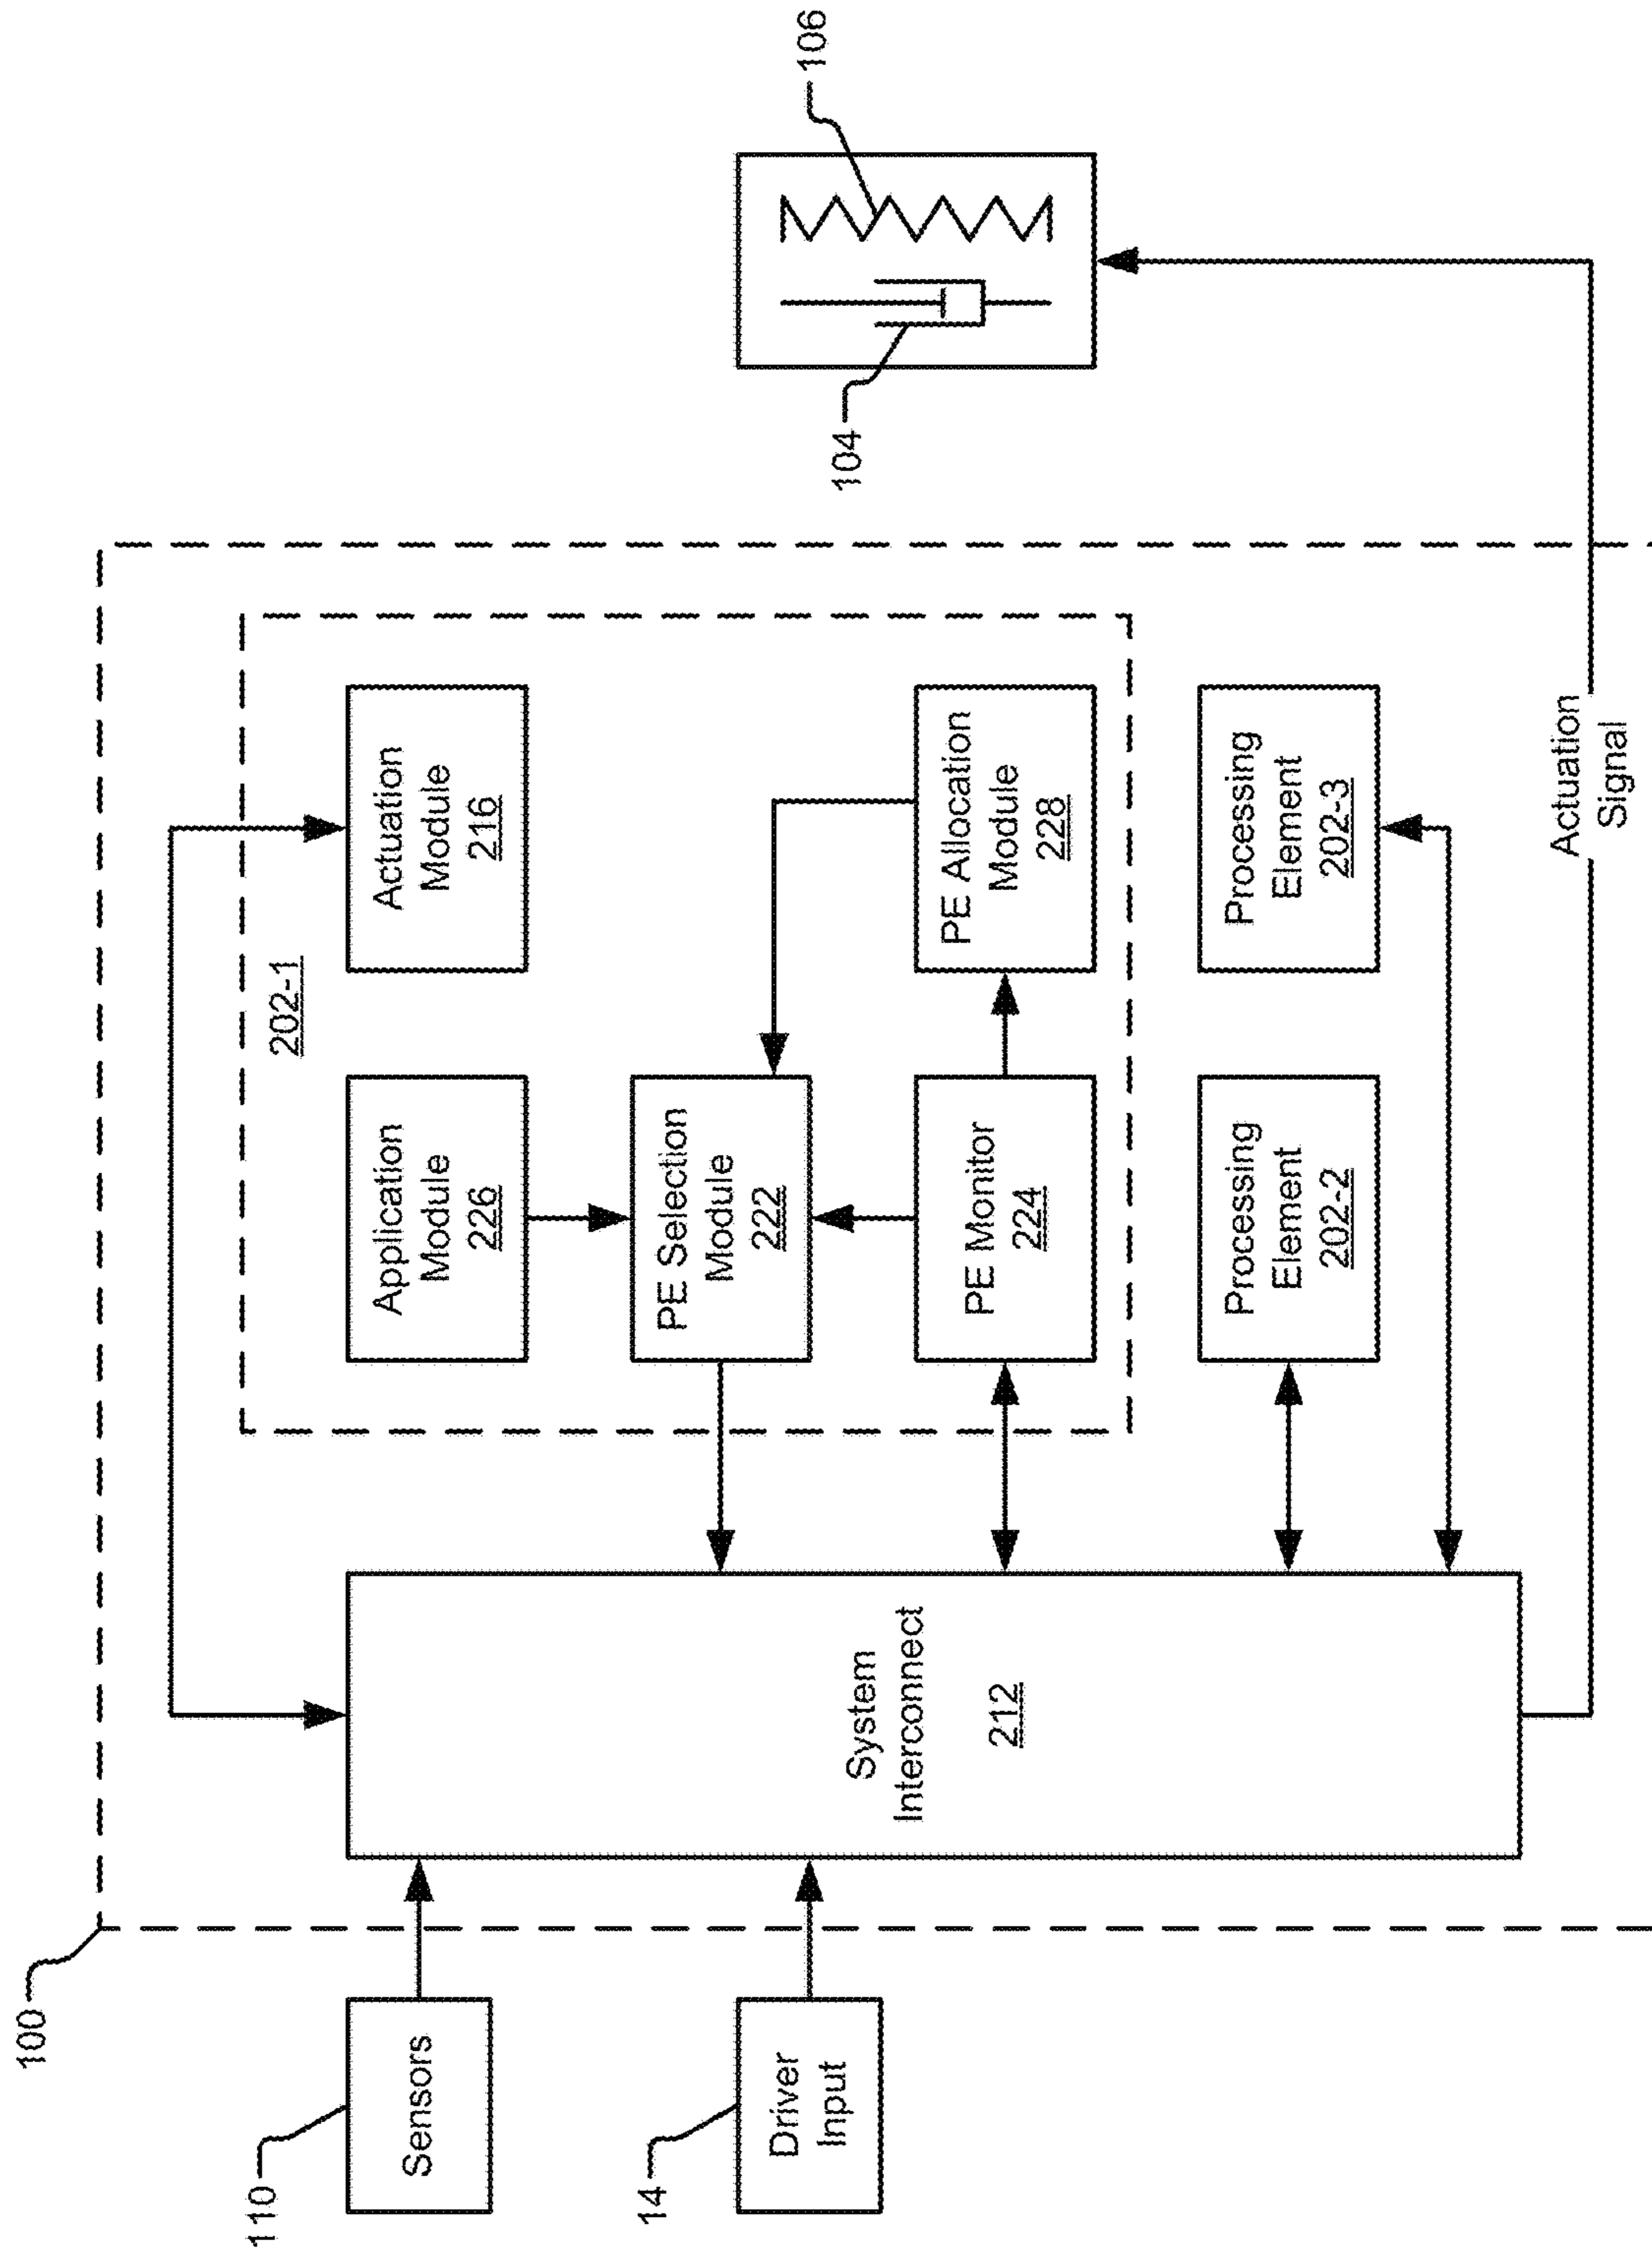 100
110
Sensors
14
Driver
Input
System
Interconnect
212
202-1
Application
Module
226
Actuation
Module
216
PE Selection
Module
222
PE Monitor
224
PE Allocation
Module
228
Processing
Element
202-2
Processing
Element
202-3
Actuation
Signal
104
106